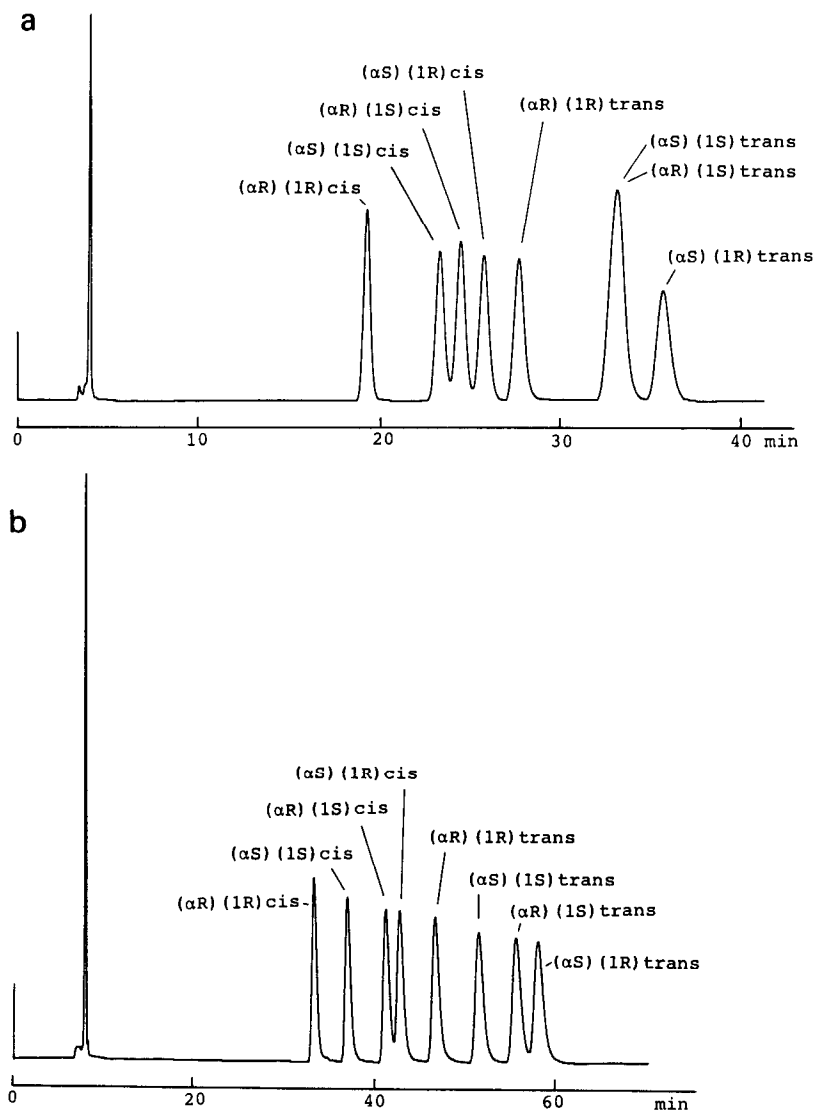 a
(αS)(1R)cis
(αR)(1S)cis
(αS)(1S)cis
(αR)(1R)cis
(αR)(1R)trans
(αS)(1S)trans
(αR)(1S)trans
(αS)(1R)trans
0 10 20 30 40 min
b
(αS)(1R)cis
(αR)(1S)cis
(αS)(1S)cis
(αR)(1R)cis
(αR)(1R)trans
(αS)(1S)trans
(αR)(1S)trans
(αS)(1R)trans
0 20 40 60 min